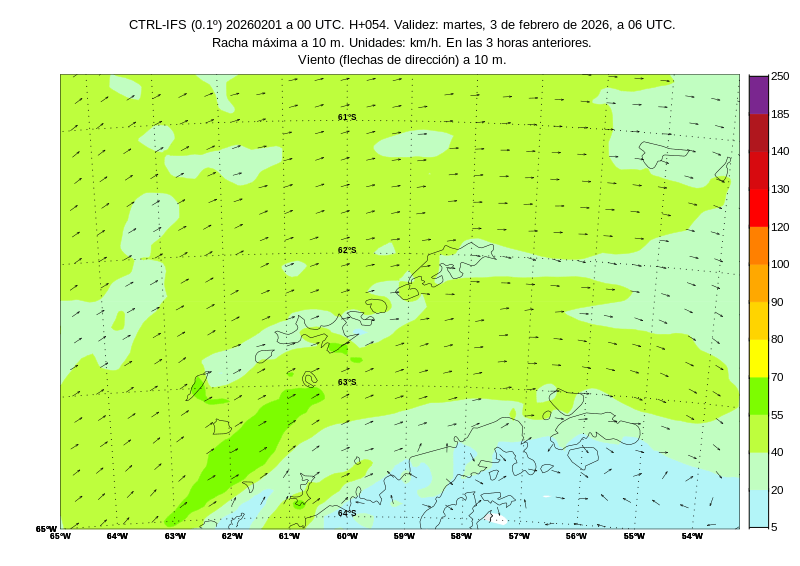 CTRL-IFS (0.1º) 20260201 a 00 UTC. H+054. Validez: martes, 3 de febrero de 2026, a 06 UTC.
Racha máxima a 10 m. Unidades: km/h. En las 3 horas anteriores.
Viento (flechas de dirección) a 10 m.
250
185
140
130
120
100
90
80
70
55
40
20
5
61°S
62°S
63°S
64°S
65°W
65°W 64°W 63°W 62°W 61°W 60°W 59°W 58°W 57°W 56°W 55°W 54°W